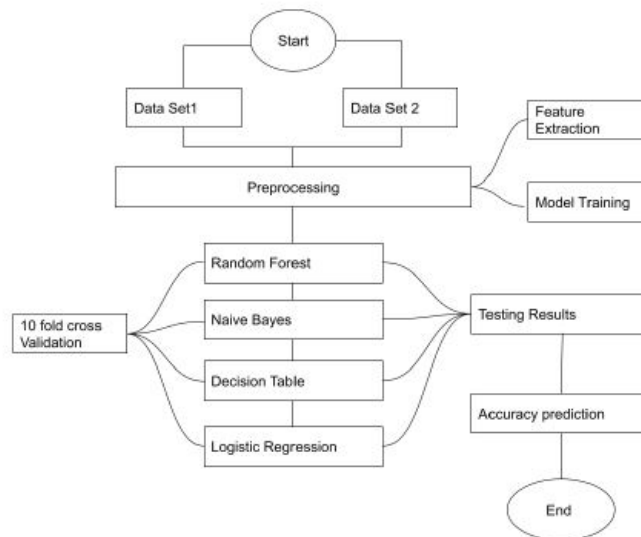 Start
Data Set1
Data Set 2
Feature
Extraction
Preprocessing
Model Training
Random Forest
10 fold cross
Validation
Naive Bayes
Testing Results
Decision Table
Accuracy prediction
Logistic Regression
End